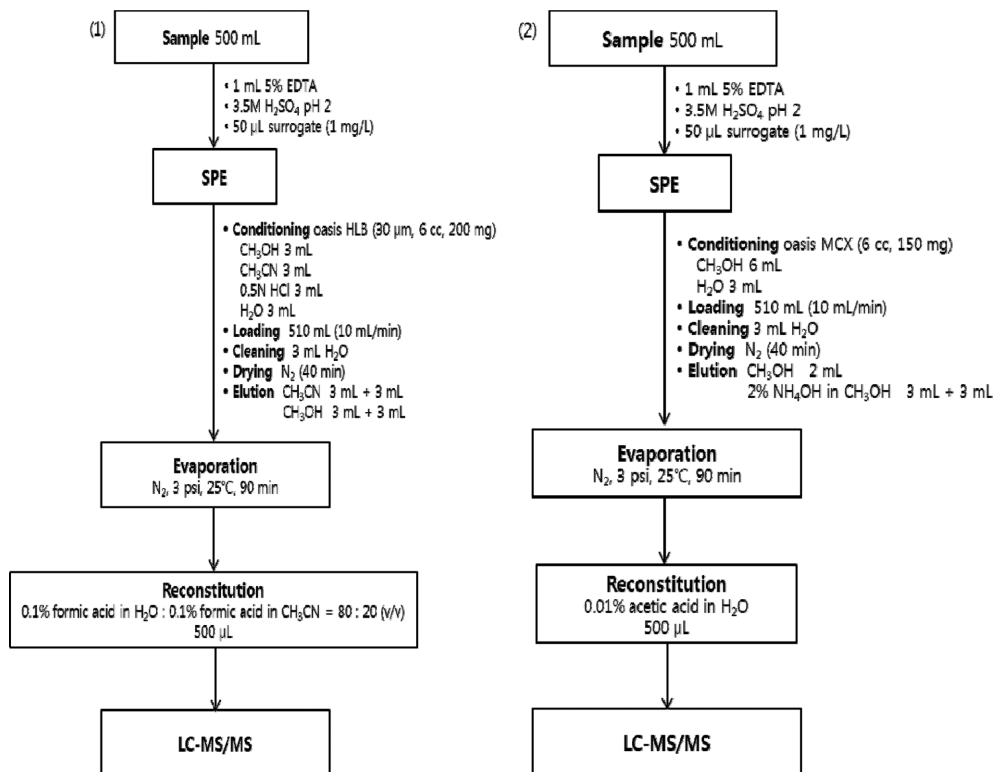 (1)
Sample 500 mL
• 1 mL 5% EDTA
• 3.5M H₂SO₄ pH 2
• 50 µL surrogate (1 mg/L)
SPE
• Conditioning oasis HLB (30 µm, 6 cc, 200 mg)
CH₃OH 3 mL
CH₃CN 3 mL
0.5N HCl 3 mL
H₂O 3 mL
• Loading 510 mL (10 mL/min)
• Cleaning 3 mL H₂O
• Drying N₂ (40 min)
• Elution CH₃CN 3 mL + 3 mL
CH₃OH 3 mL + 3 mL
Evaporation
N₂, 3 psi, 25℃, 90 min
Reconstitution
0.1% formic acid in H₂O : 0.1% formic acid in CH₃CN = 80 : 20 (v/v)
500 µL
LC-MS/MS
(2)
Sample 500 mL
• 1 mL 5% EDTA
• 3.5M H₂SO₄ pH 2
• 50 µL surrogate (1 mg/L)
SPE
• Conditioning oasis MCX (6 cc, 150 mg)
CH₃OH 6 mL
H₂O 3 mL
• Loading 510 mL (10 mL/min)
• Cleaning 3 mL H₂O
• Drying N₂ (40 min)
• Elution CH₃OH 2 mL
2% NH₄OH in CH₃OH 3 mL + 3 mL
Evaporation
N₂, 3 psi, 25℃, 90 min
Reconstitution
0.01% acetic acid in H₂O
500 µL
LC-MS/MS